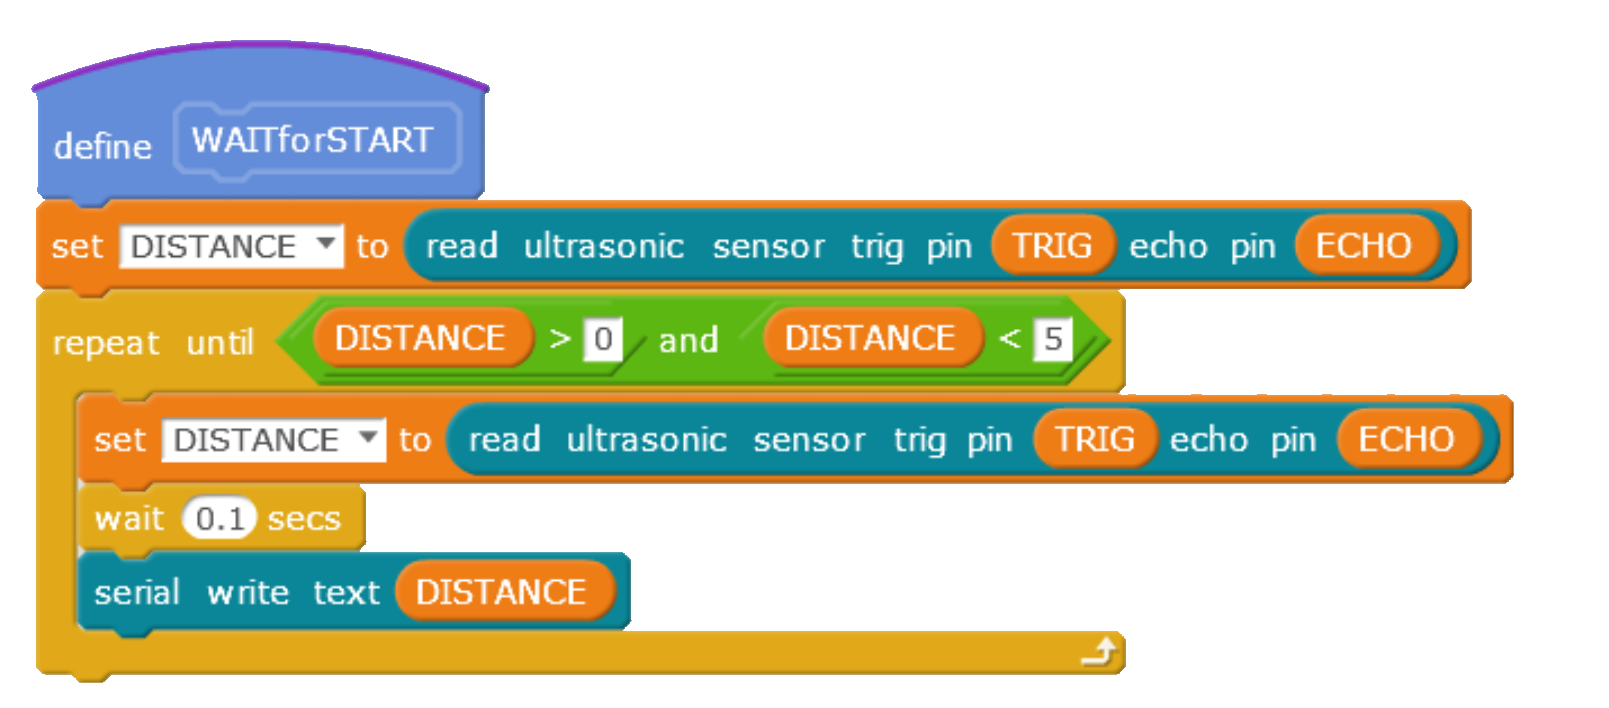 define WAITforSTART
set DISTANCE to read ultrasonic sensor trig pin TRIG echo pin ECHO
repeat until DISTANCE > 0 and DISTANCE < 5
set DISTANCE to read ultrasonic sensor trig pin TRIG echo pin ECHO
wait 0.1 secs
serial write text DISTANCE